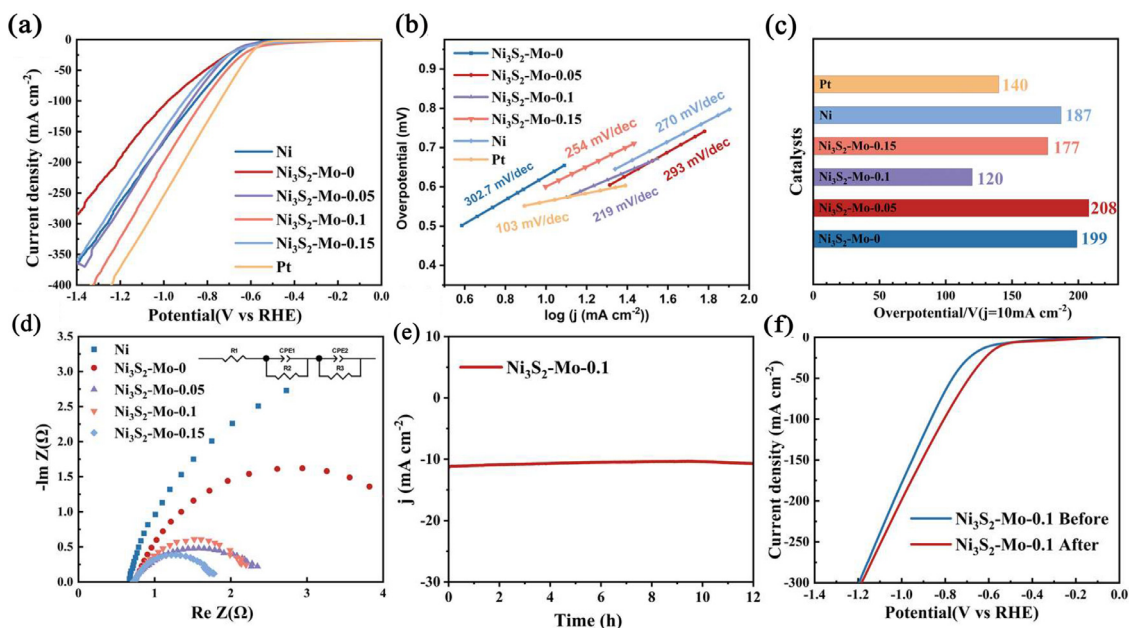 (a)
0
-50
-100
-150
-200
-250
-300
-350
-400
Current density (mA cm⁻²)
Ni
Ni₃S₂-Mo-0
Ni₃S₂-Mo-0.05
Ni₃S₂-Mo-0.1
Ni₃S₂-Mo-0.15
Pt
-1.4 -1.2 -1.0 -0.8 -0.6 -0.4 -0.2 0.0
Potential(V vs RHE)
(b)
0.9
0.8
0.7
0.6
0.5
0.4
Overpotential (mV)
Ni₃S₂-Mo-0
Ni₃S₂-Mo-0.05
Ni₃S₂-Mo-0.1
Ni₃S₂-Mo-0.15
Ni
Pt
302.7 mV/dec
254 mV/dec
270 mV/dec
103 mV/dec
219 mV/dec
293 mV/dec
0.6 0.8 1.0 1.2 1.4 1.6 1.8 2.0
log (j (mA cm⁻²))
(c)
Catalysts
Pt 140
Ni 187
Ni₃S₂-Mo-0.15 177
Ni₃S₂-Mo-0.1 120
Ni₃S₂-Mo-0.05 208
Ni₃S₂-Mo-0 199
0 50 100 150 200
Overpotential/V(j=10mA cm⁻²)
(d)
3.5
3.0
2.5
2.0
1.5
1.0
0.5
0.0
-Im Z(Ω)
Ni
Ni₃S₂-Mo-0
Ni₃S₂-Mo-0.05
Ni₃S₂-Mo-0.1
Ni₃S₂-Mo-0.15
R1 CPE1 CPE2
R2 R3
0 1 2 3 4
Re Z(Ω)
(e)
10
0
-10
-20
-30
j (mA cm⁻²)
Ni₃S₂-Mo-0.1
0 2 4 6 8 10 12
Time (h)
(f)
0
-50
-100
-150
-200
-250
-300
Current density (mA cm⁻²)
Ni₃S₂-Mo-0.1 Before
Ni₃S₂-Mo-0.1 After
-1.4 -1.2 -1.0 -0.8 -0.6 -0.4 -0.2 0.0
Potential(V vs RHE)